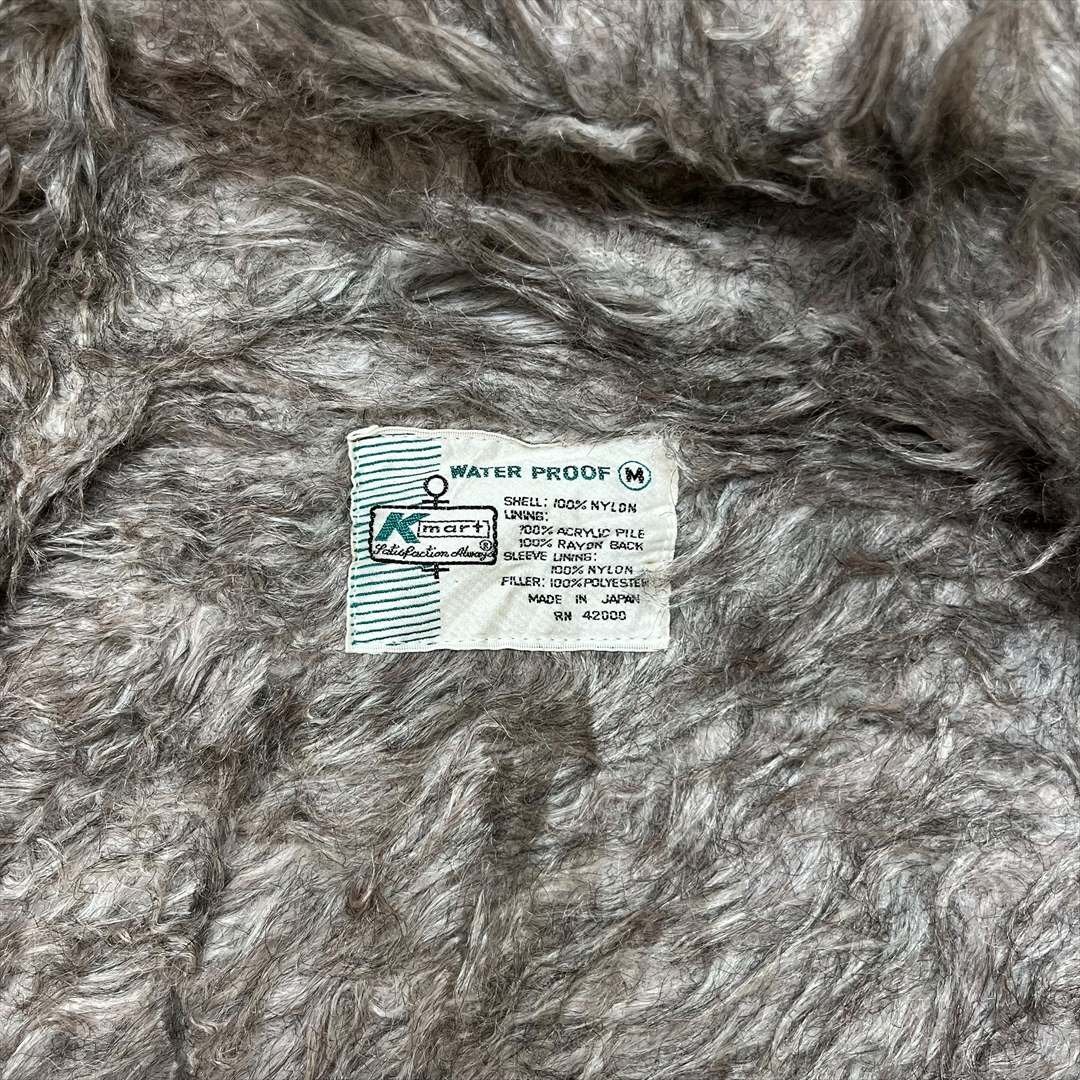 WATER PROOF M
Kmart
Satisfaction Always®
SHELL: 100% NYLON
LINING:
100% ACRYLIC PILE
100% RAYON BACK
SLEEVE LINING:
100% NYLON
FILLER: 100% POLYESTER
MADE IN JAPAN
RN 42000